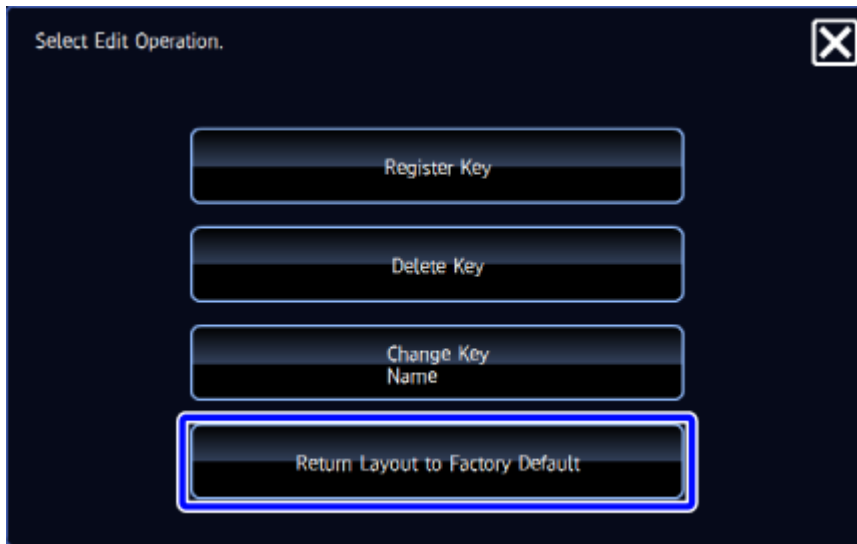 Select Edit Operation.
Register Key
Delete Key
Change Key
Name
Return Layout to Factory Default